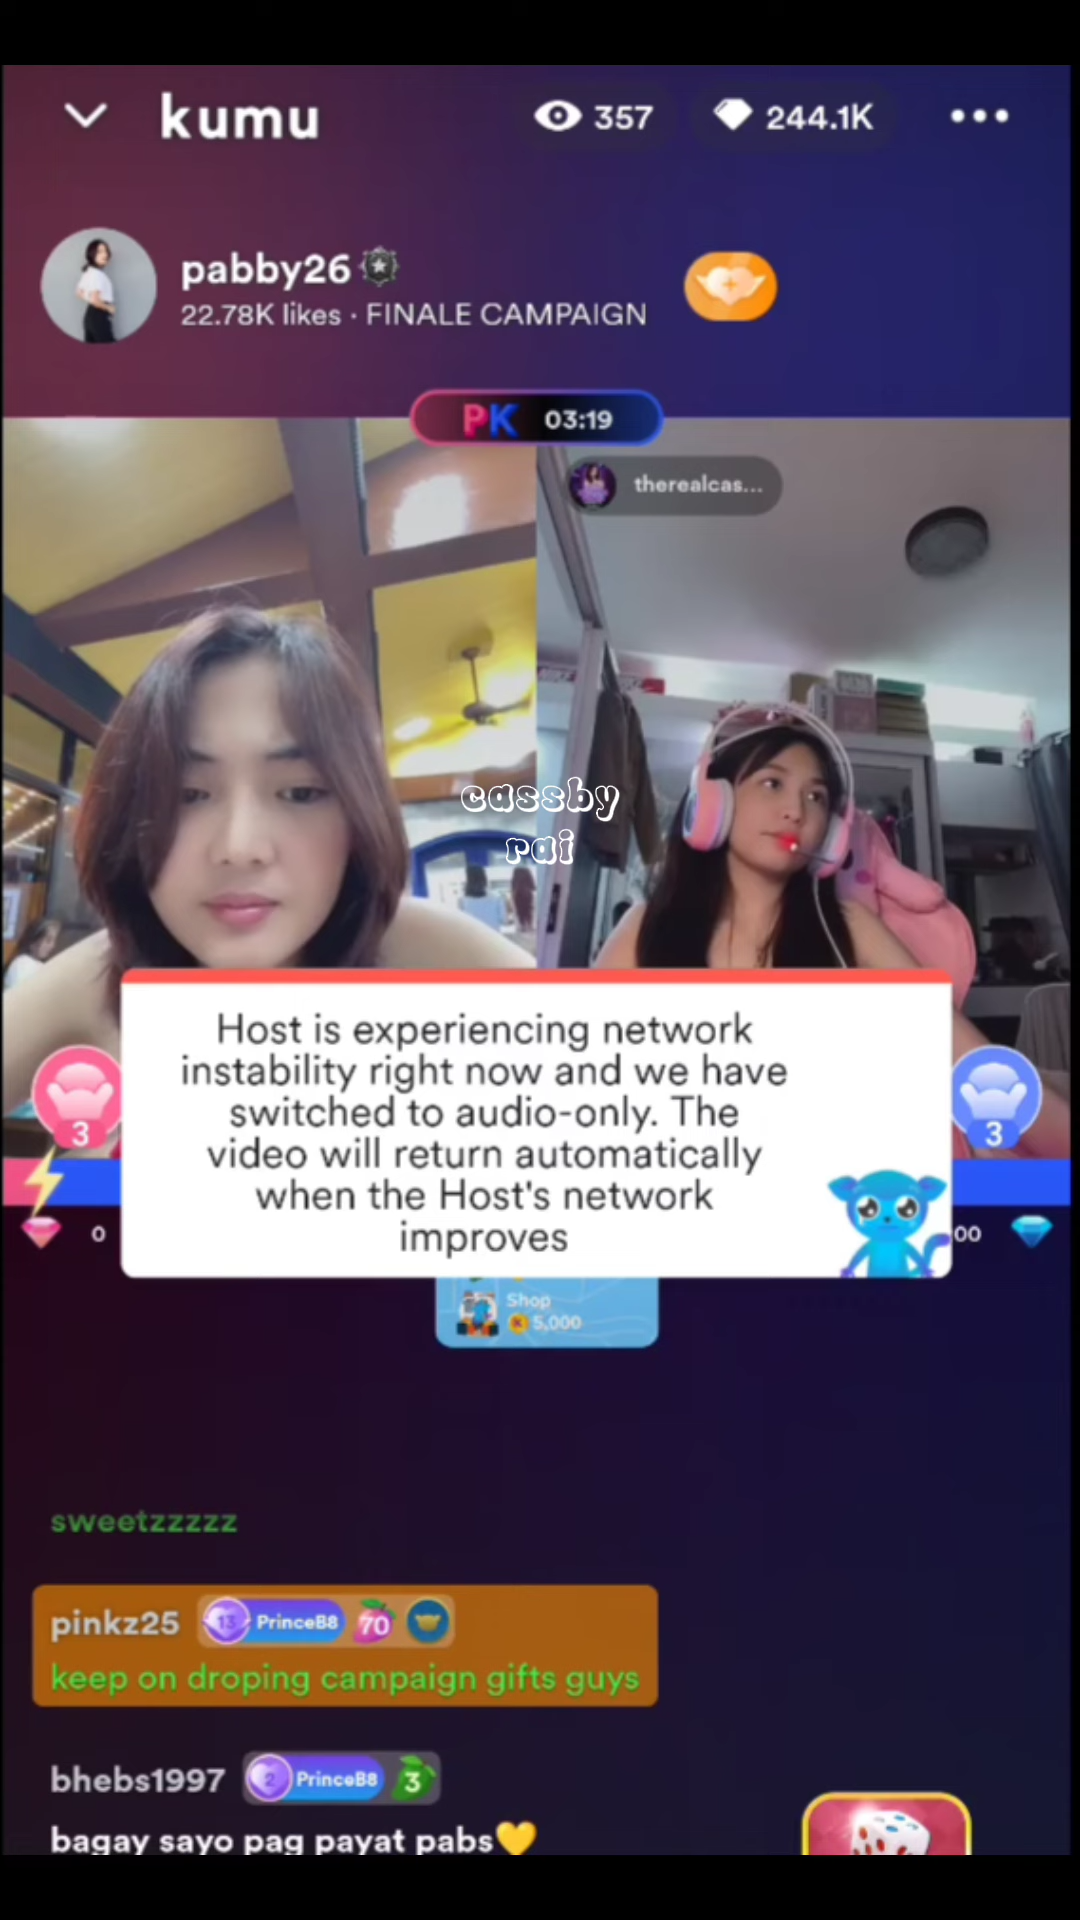 kumu 357 244.1K
pabby26
22.78K likes · FINALE CAMPAIGN
PK 03:19
therealcas...
cassby
rai
Host is experiencing network
instability right now and we have
switched to audio-only. The
video will return automatically
when the Host's network
improves
3
3
0
00
Shop
5,000
sweetzzzzz
pinkz25 13 PrinceB8 70
keep on droping campaign gifts guys
bhebs1997 2 PrinceB8 3
bagay sayo pag payat pabs💛